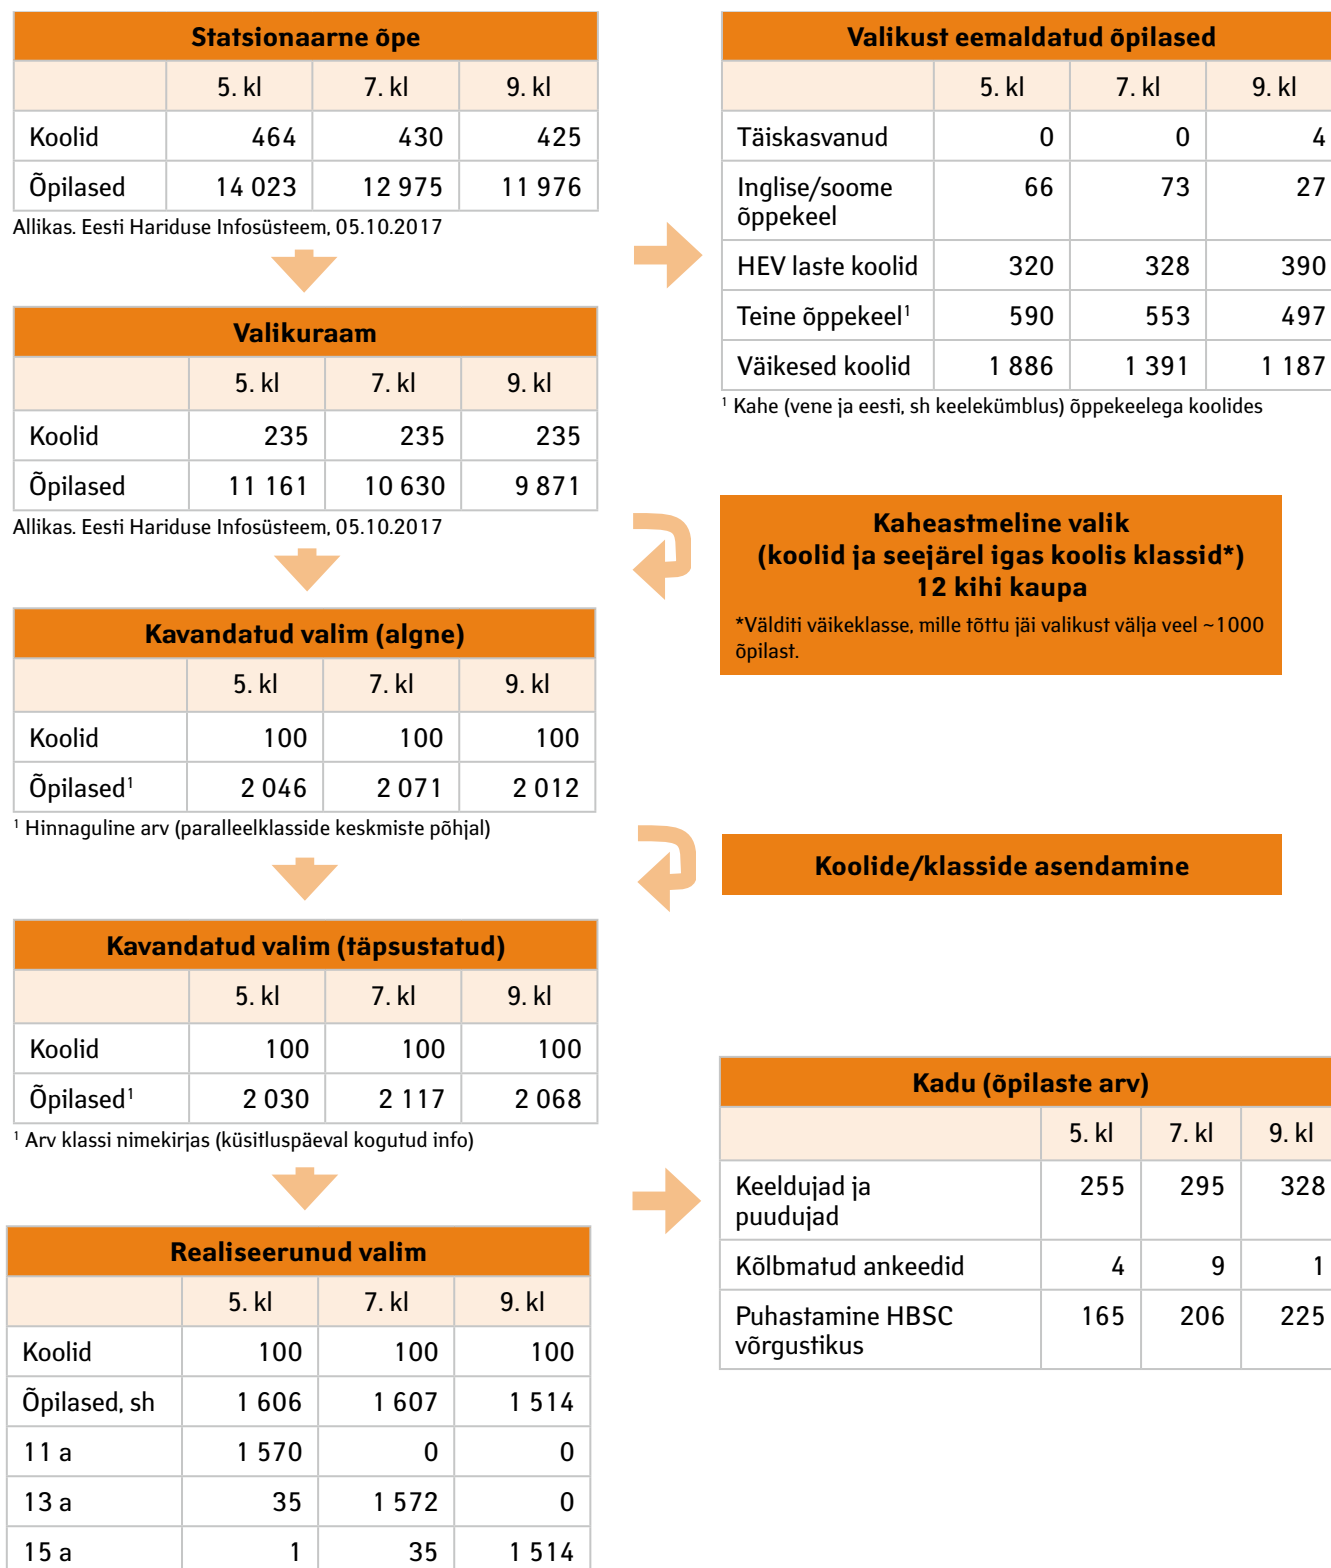 Statsionaarne õpe
5. kl 7. kl 9. kl
Koolid 464 430 425
Õpilased 14 023 12 975 11 976
Allikas. Eesti Hariduse Infosüsteem, 05.10.2017
Valikust eemaldatud õpilased
5. kl 7. kl 9. kl
Täiskasvanud 0 0 4
Inglise/soome 66 73 27
õppekeel
HEV laste koolid 320 328 390
Teine õppekeel¹ 590 553 497
Väikesed koolid 1 886 1 391 1 187
¹ Kahe (vene ja eesti, sh keelekümblus) õppekeelega koolides
Valikuraam
5. kl 7. kl 9. kl
Koolid 235 235 235
Õpilased 11 161 10 630 9 871
Allikas. Eesti Hariduse Infosüsteem, 05.10.2017
Kaheastmeline valik
(koolid ja seejärel igas koolis klassid*)
12 kihi kaupa
*Välditi väikeklasse, mille tõttu jäi valikust välja veel ~1000
õpilast.
Kavandatud valim (algne)
5. kl 7. kl 9. kl
Koolid 100 100 100
Õpilased¹ 2 046 2 071 2 012
¹ Hinnaguline arv (paralleelklasside keskmiste põhjal)
Koolide/klasside asendamine
Kavandatud valim (täpsustatud)
5. kl 7. kl 9. kl
Koolid 100 100 100
Õpilased¹ 2 030 2 117 2 068
¹ Arv klassi nimekirjas (küsitluspäeval kogutud info)
Kadu (õpilaste arv)
5. kl 7. kl 9. kl
Keeldujad ja 255 295 328
puudujad
Kõlbmatud ankeedid 4 9 1
Puhastamine HBSC 165 206 225
võrgustikus
Realiseerunud valim
5. kl 7. kl 9. kl
Koolid 100 100 100
Õpilased, sh 1 606 1 607 1 514
11 a 1 570 0 0
13 a 35 1 572 0
15 a 1 35 1 514